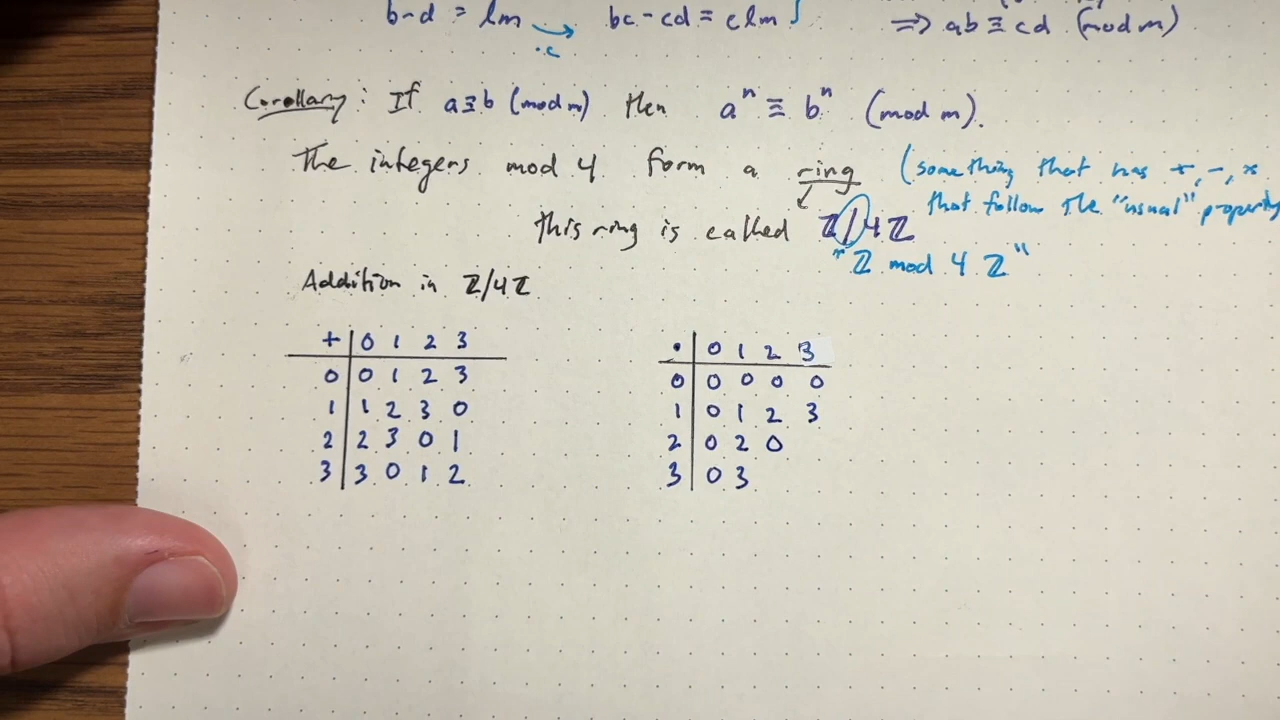 b-d = lm ·c bc-cd = clm ⟹ ab ≡ cd (mod m)
Corollary: If a≡b (mod m) then aⁿ ≡ bⁿ (mod m).
The integers mod 4 form a ring (something that has +, -, ×
that follow the "usual" property
this ring is called ℤ/4ℤ
"ℤ mod 4 ℤ"
Addition in ℤ/4ℤ
+ 0 1 2 3
0 0 1 2 3
1 1 2 3 0
2 2 3 0 1
3 3 0 1 2
· 0 1 2 3
0 0 0 0 0
1 0 1 2 3
2 0 2 0
3 0 3